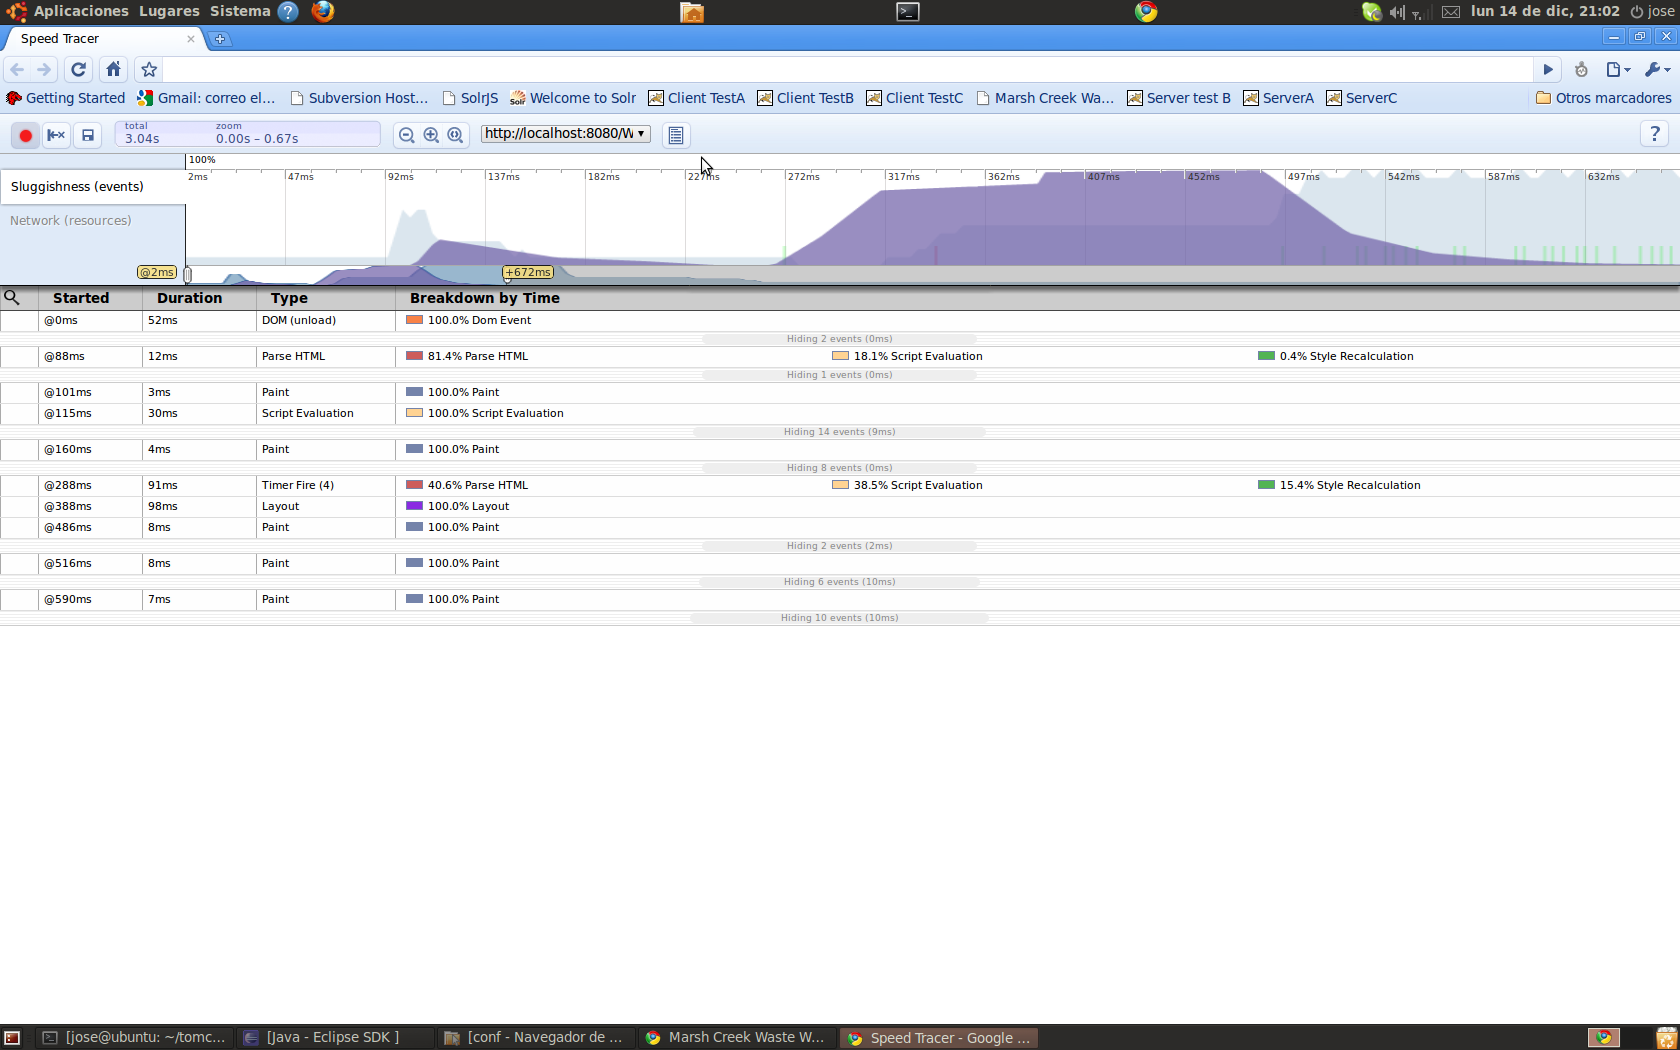 Aplicaciones Lugares Sistema lun 14 de dic, 21:02 jose
Speed Tracer
Getting Started Gmail: correo el... Subversion Host... SolrJS Welcome to Solr Client TestA Client TestB Client TestC Marsh Creek Wa... Server test B ServerA ServerC Otros marcadores
total zoom
3.04s 0.00s – 0.67s http://localhost:8080/W ?
100%
2ms 47ms 92ms 137ms 182ms 227ms 272ms 317ms 362ms 407ms 452ms 497ms 542ms 587ms 632ms
Sluggishness (events)
Network (resources)
@2ms +672ms
Started Duration Type Breakdown by Time
@0ms 52ms DOM (unload) 100.0% Dom Event
Hiding 2 events (0ms)
@88ms 12ms Parse HTML 81.4% Parse HTML 18.1% Script Evaluation 0.4% Style Recalculation
Hiding 1 events (0ms)
@101ms 3ms Paint 100.0% Paint
@115ms 30ms Script Evaluation 100.0% Script Evaluation
Hiding 14 events (9ms)
@160ms 4ms Paint 100.0% Paint
Hiding 8 events (0ms)
@288ms 91ms Timer Fire (4) 40.6% Parse HTML 38.5% Script Evaluation 15.4% Style Recalculation
@388ms 98ms Layout 100.0% Layout
@486ms 8ms Paint 100.0% Paint
Hiding 2 events (2ms)
@516ms 8ms Paint 100.0% Paint
Hiding 6 events (10ms)
@590ms 7ms Paint 100.0% Paint
Hiding 10 events (10ms)
[jose@ubuntu: ~/tomc... [Java - Eclipse SDK ] [conf - Navegador de ... Marsh Creek Waste W... Speed Tracer - Google ...